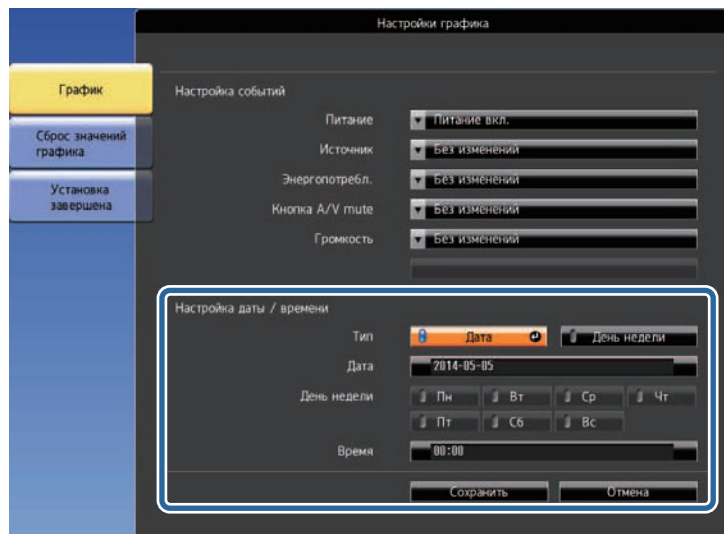 Настройки графика
График
Сброс значений
графика
Установка
завершена
Настройка событий
Питание Питание вкл.
Источник Без изменений
Энергопотребл. Без изменений
Кнопка A/V mute Без изменений
Громкость Без изменений
Настройка даты / времени
Тип Дата День недели
Дата 2014-05-05
День недели Пн Вт Ср Чт
Пт Сб Вс
Время 00:00
Сохранить Отмена